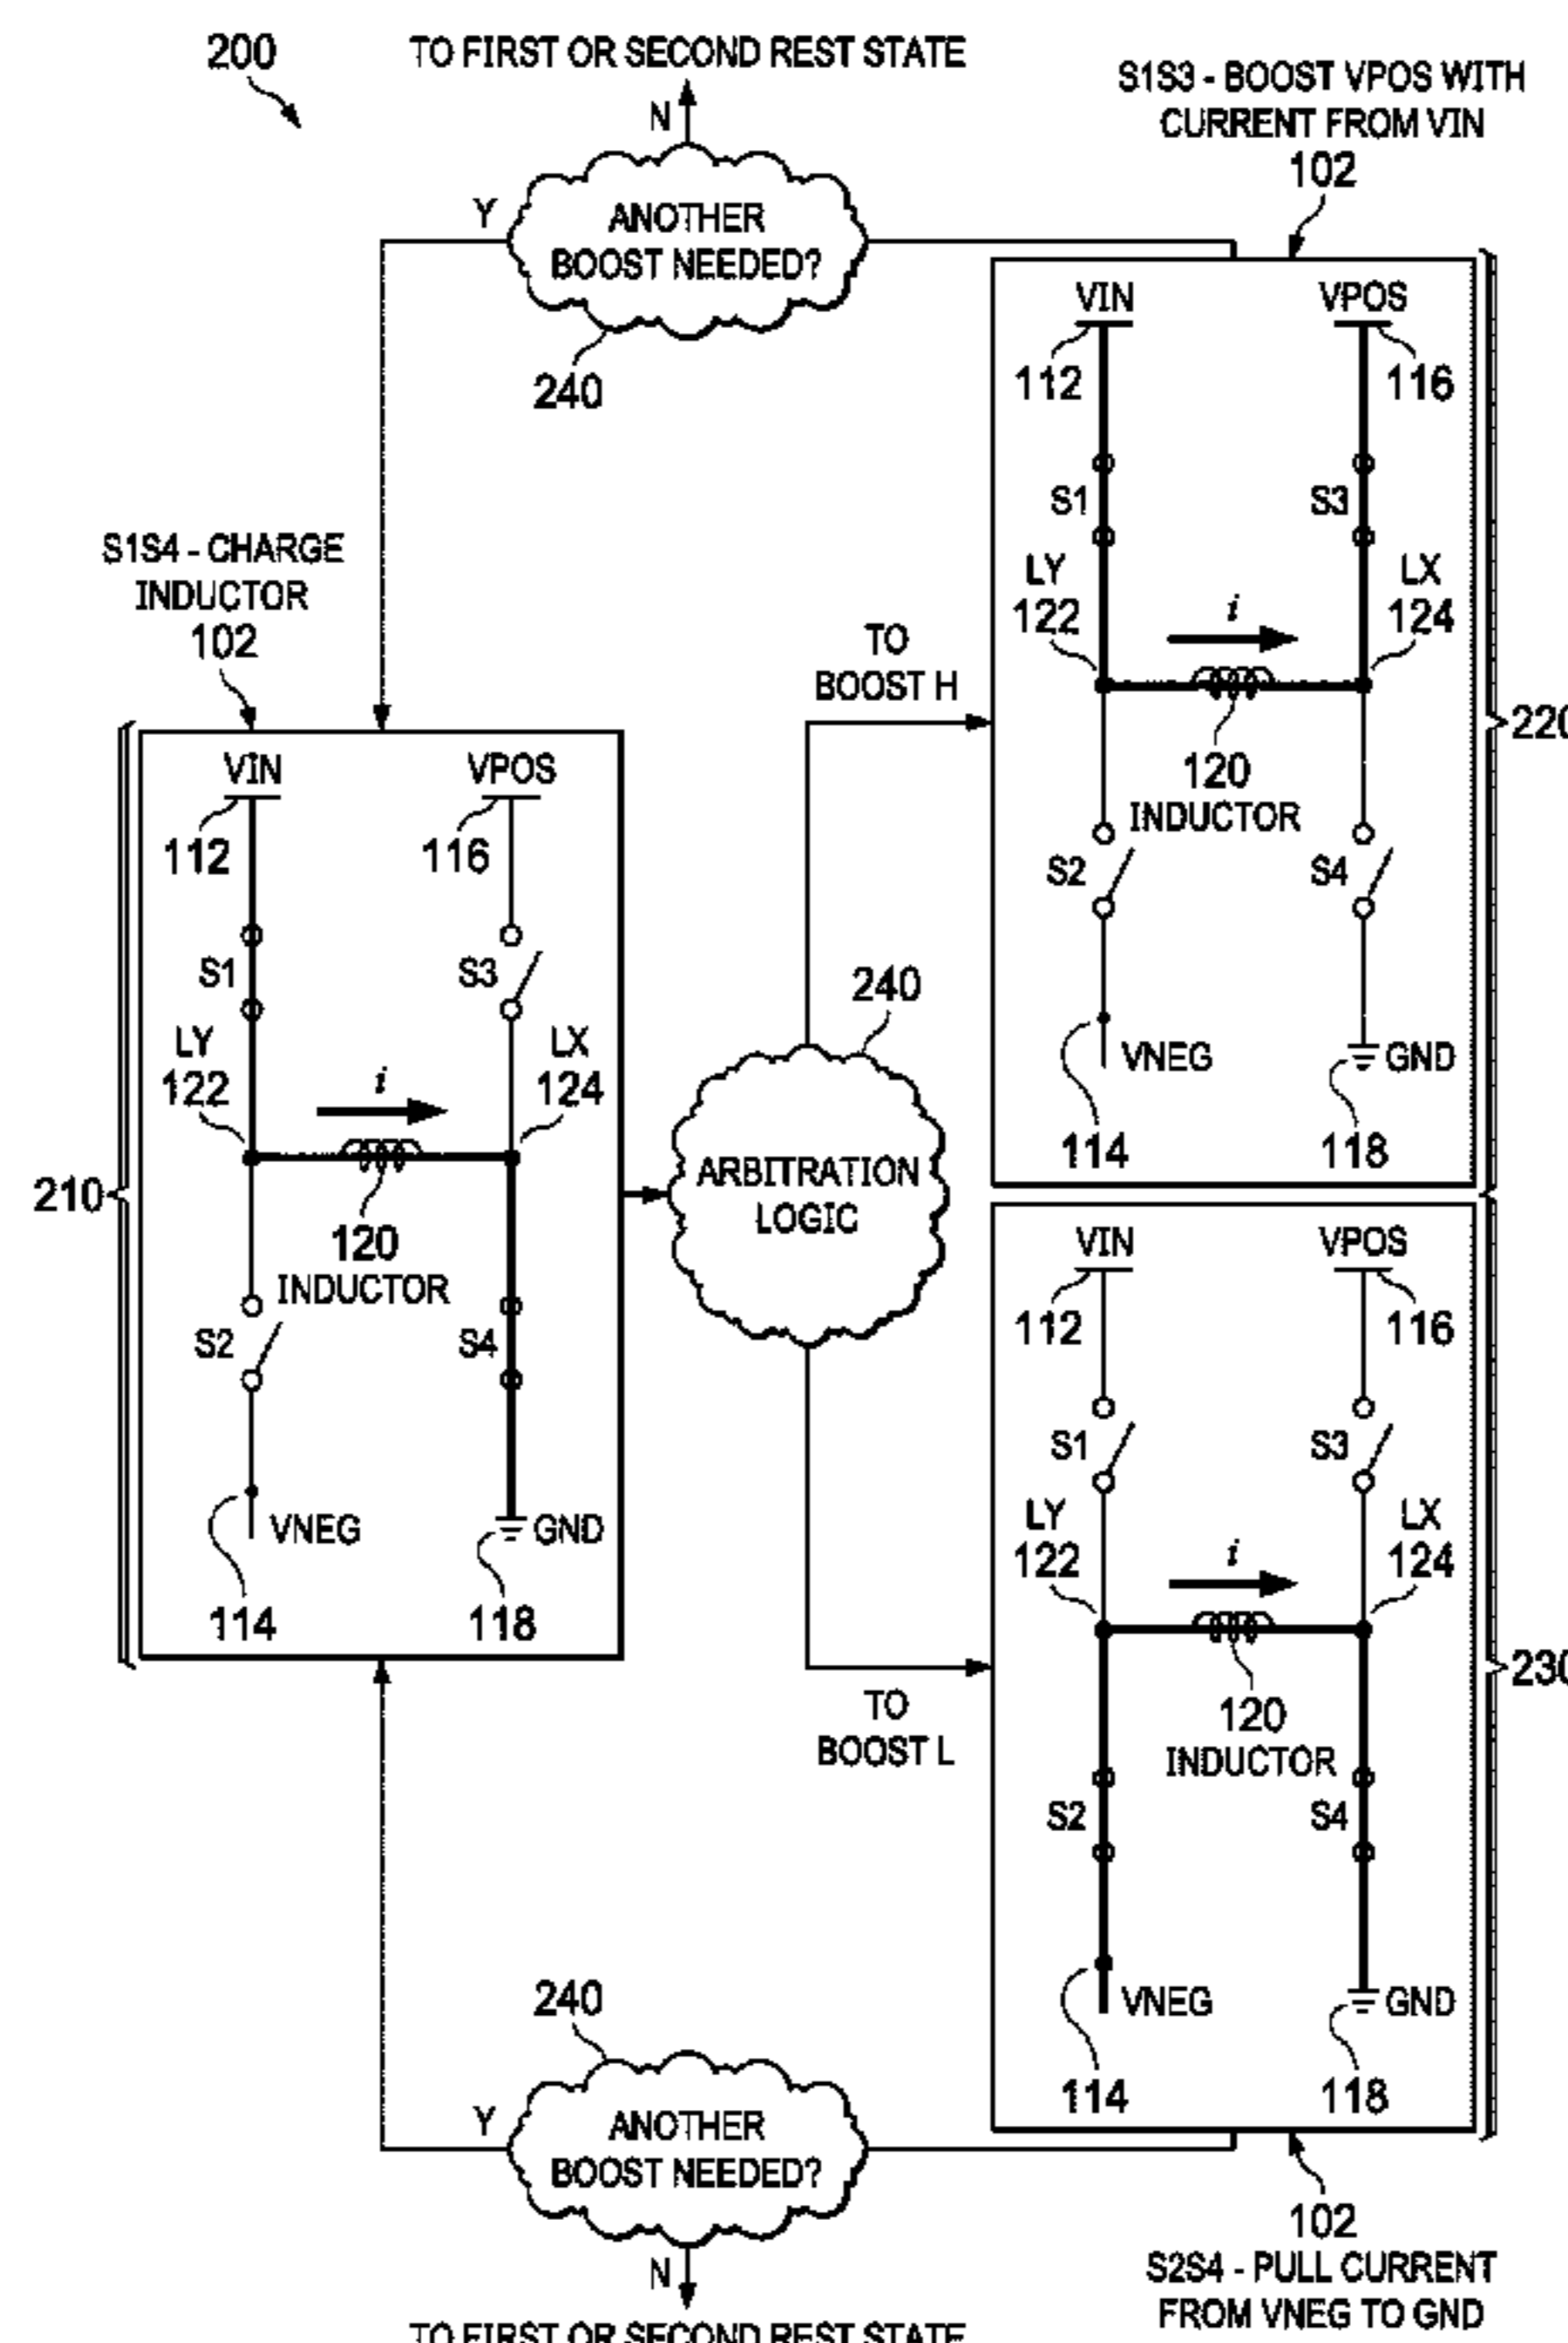 200
TO FIRST OR SECOND REST STATE
N
Y
ANOTHER
BOOST NEEDED?
240
S1S3 - BOOST VPOS WITH
CURRENT FROM VIN
102
VIN
VPOS
112
116
S1
S3
LY
122
LX
124
i
120
INDUCTOR
S2
S4
VNEG
GND
114
118
220
S1S4 - CHARGE
INDUCTOR
102
VIN
VPOS
112
116
S1
S3
LY
122
LX
124
i
120
INDUCTOR
S2
S4
VNEG
GND
114
118
210
TO
BOOST H
240
ARBITRATION
LOGIC
TO
BOOST L
VIN
VPOS
112
116
S1
S3
LY
122
LX
124
i
120
INDUCTOR
S2
S4
VNEG
GND
114
118
230
240
Y
ANOTHER
BOOST NEEDED?
N
TO FIRST OR SECOND REST STATE
102
S2S4 - PULL CURRENT
FROM VNEG TO GND